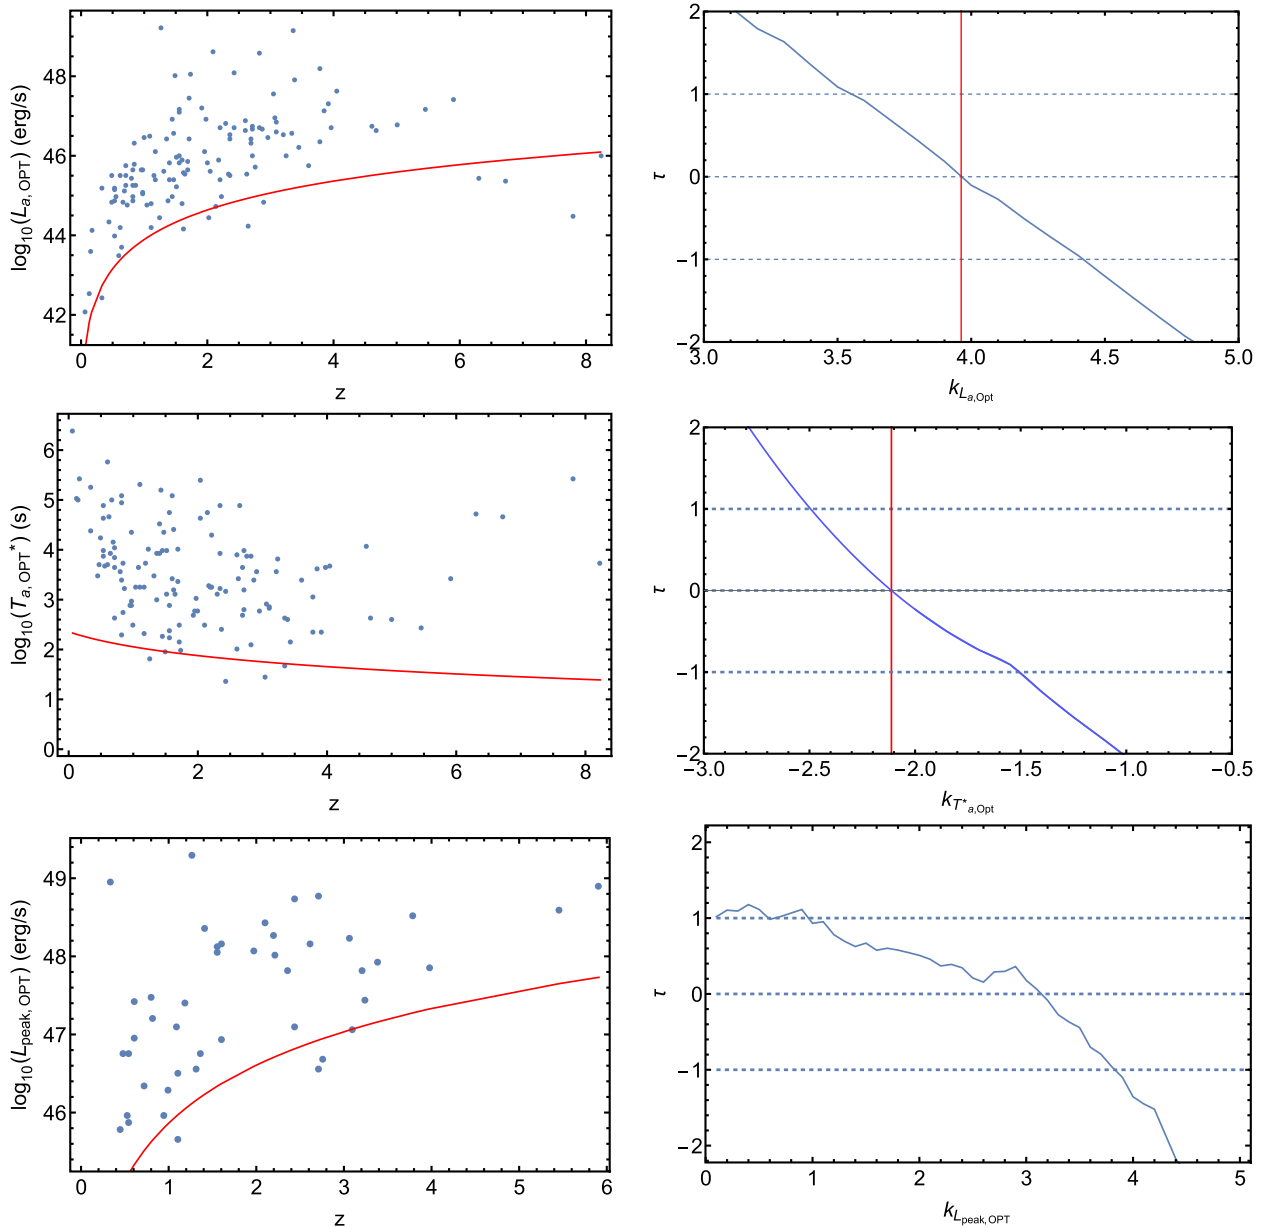 log10(La, OPT) (erg/s)
48
46
44
42
0 2 4 6 8
z
τ
2
1
0
−1
−2
3.0 3.5 4.0 4.5 5.0
kLa,Opt
log10(Ta, OPT*) (s)
6
5
4
3
2
1
0
0 2 4 6 8
z
τ
2
1
0
−1
−2
−3.0 −2.5 −2.0 −1.5 −1.0 −0.5
kT*a,Opt
log10(Lpeak, OPT) (erg/s)
49
48
47
46
0 1 2 3 4 5 6
z
τ
2
1
0
−1
−2
0 1 2 3 4 5
kLpeak, OPT